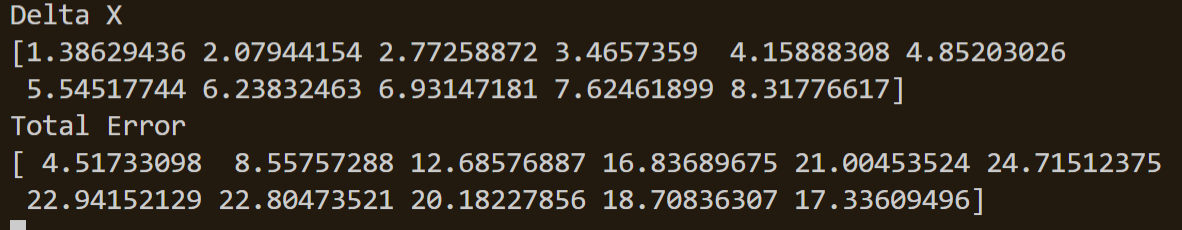 Delta X
[1.38629436 2.07944154 2.77258872 3.4657359  4.15888308 4.85203026
 5.54517744 6.23832463 6.93147181 7.62461899 8.31776617]
Total Error
[ 4.51733098  8.55757288 12.68576887 16.83689675 21.00453524 24.71512375
 22.94152129 22.80473521 20.18227856 18.70836307 17.33609496]